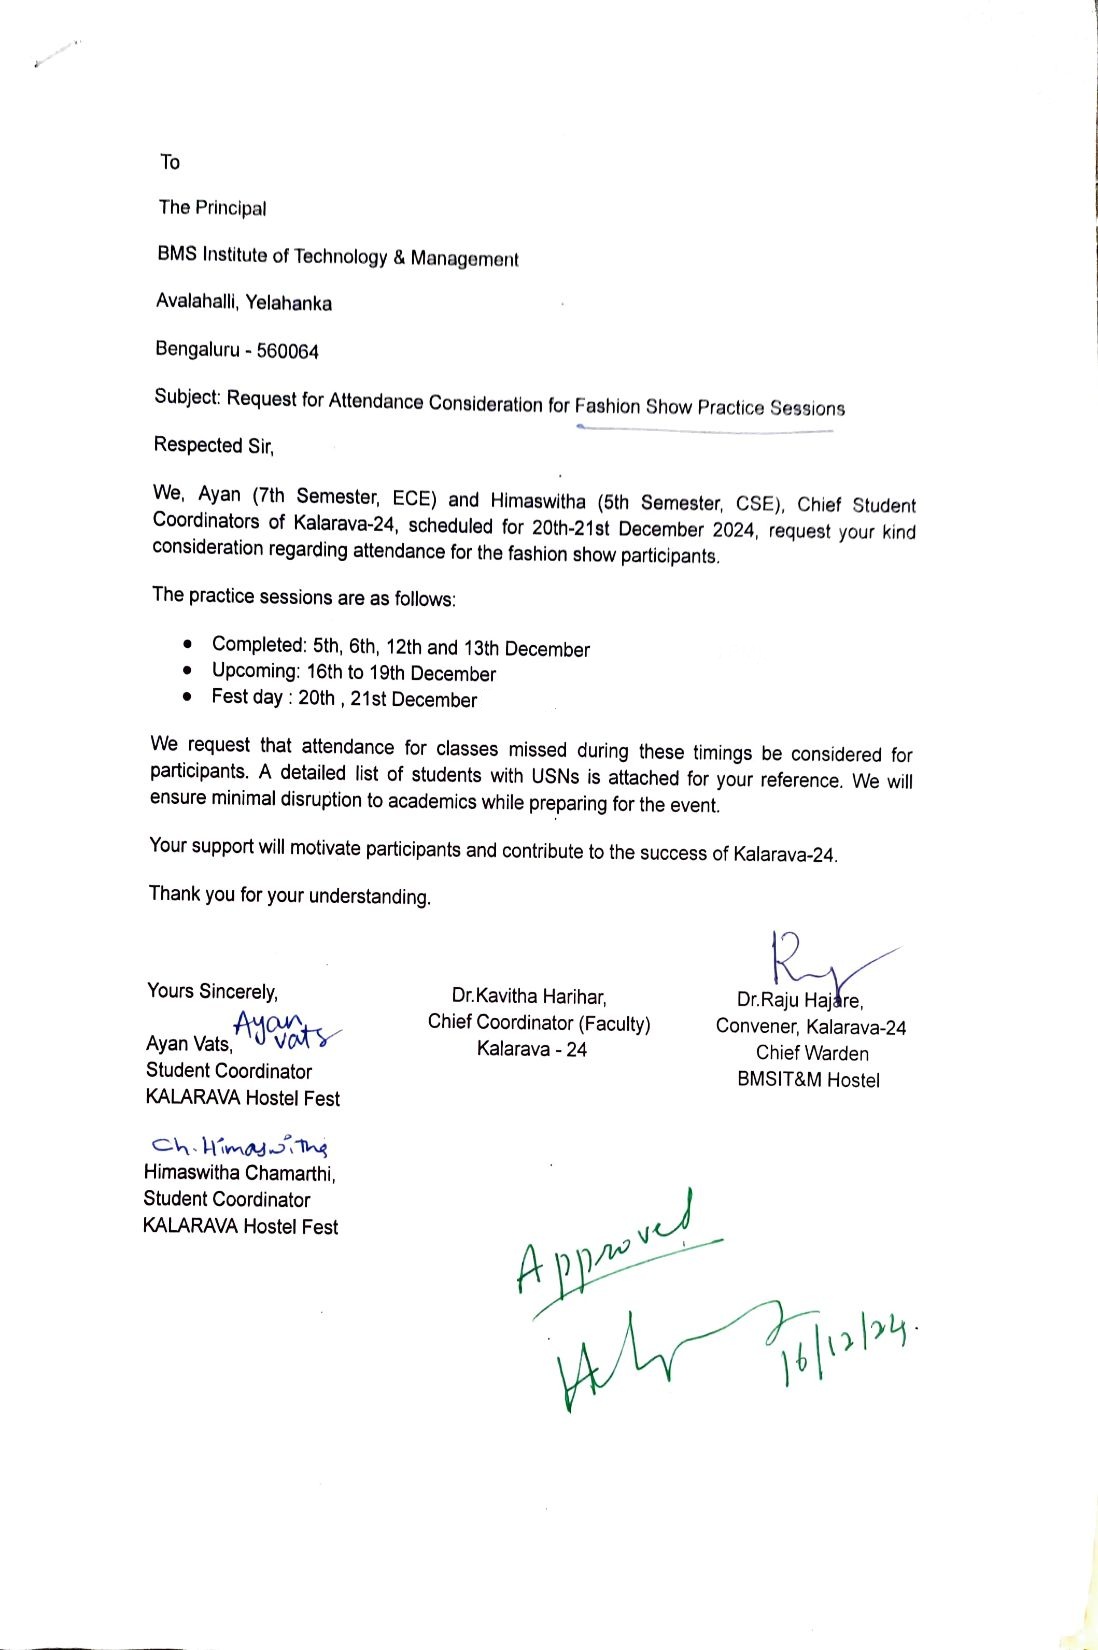 To
The Principal
BMS Institute of Technology & Management
Avalahalli, Yelahanka
Bengaluru - 560064
Subject: Request for Attendance Consideration for Fashion Show Practice Sessions
Respected Sir,
We, Ayan (7th Semester, ECE) and Himaswitha (5th Semester, CSE), Chief Student
Coordinators of Kalarava-24, scheduled for 20th-21st December 2024, request your kind
consideration regarding attendance for the fashion show participants.
The practice sessions are as follows:
• Completed: 5th, 6th, 12th and 13th December
• Upcoming: 16th to 19th December
• Fest day : 20th , 21st December
We request that attendance for classes missed during these timings be considered for
participants. A detailed list of students with USNs is attached for your reference. We will
ensure minimal disruption to academics while preparing for the event.
Your support will motivate participants and contribute to the success of Kalarava-24.
Thank you for your understanding.
Yours Sincerely,
Ayan
vats
Ayan Vats,
Student Coordinator
KALARAVA Hostel Fest
Dr.Kavitha Harihar,
Chief Coordinator (Faculty)
Kalarava - 24
Dr.Raju Hajare,
Convener, Kalarava-24
Chief Warden
BMSIT&M Hostel
Ch. Himaswitha
Himaswitha Chamarthi,
Student Coordinator
KALARAVA Hostel Fest
Approved
16/12/24.